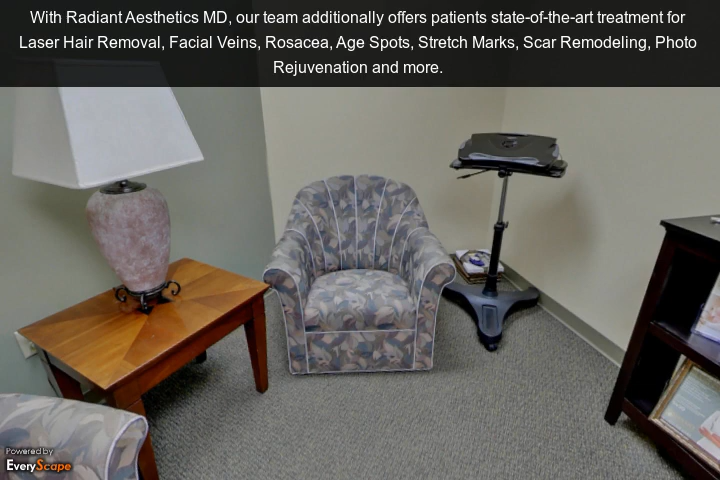 With Radiant Aesthetics MD, our team additionally offers patients state-of-the-art treatment for
Laser Hair Removal, Facial Veins, Rosacea, Age Spots, Stretch Marks, Scar Remodeling, Photo
Rejuvenation and more.
Powered by
EveryScape